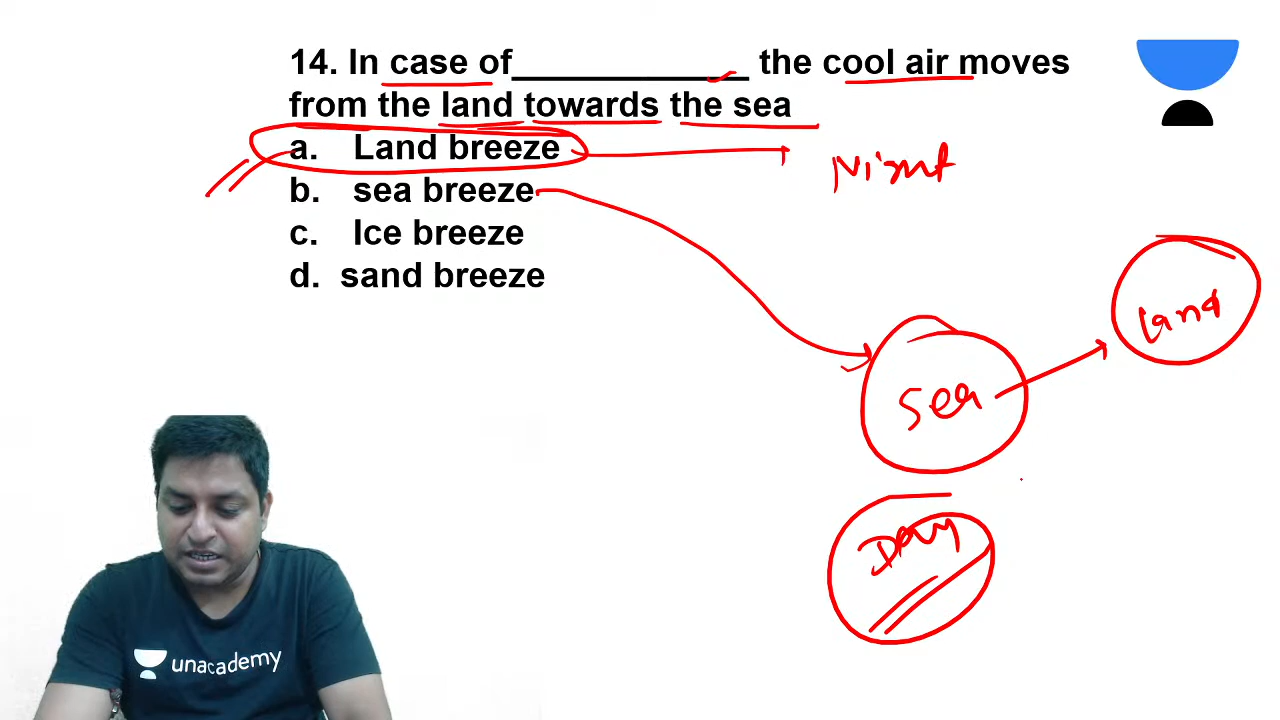 14. In case of____________ the cool air moves
from the land towards the sea
a. Land breeze
b. sea breeze
c. Ice breeze
d. sand breeze
Land
Sea
Day
unacademy